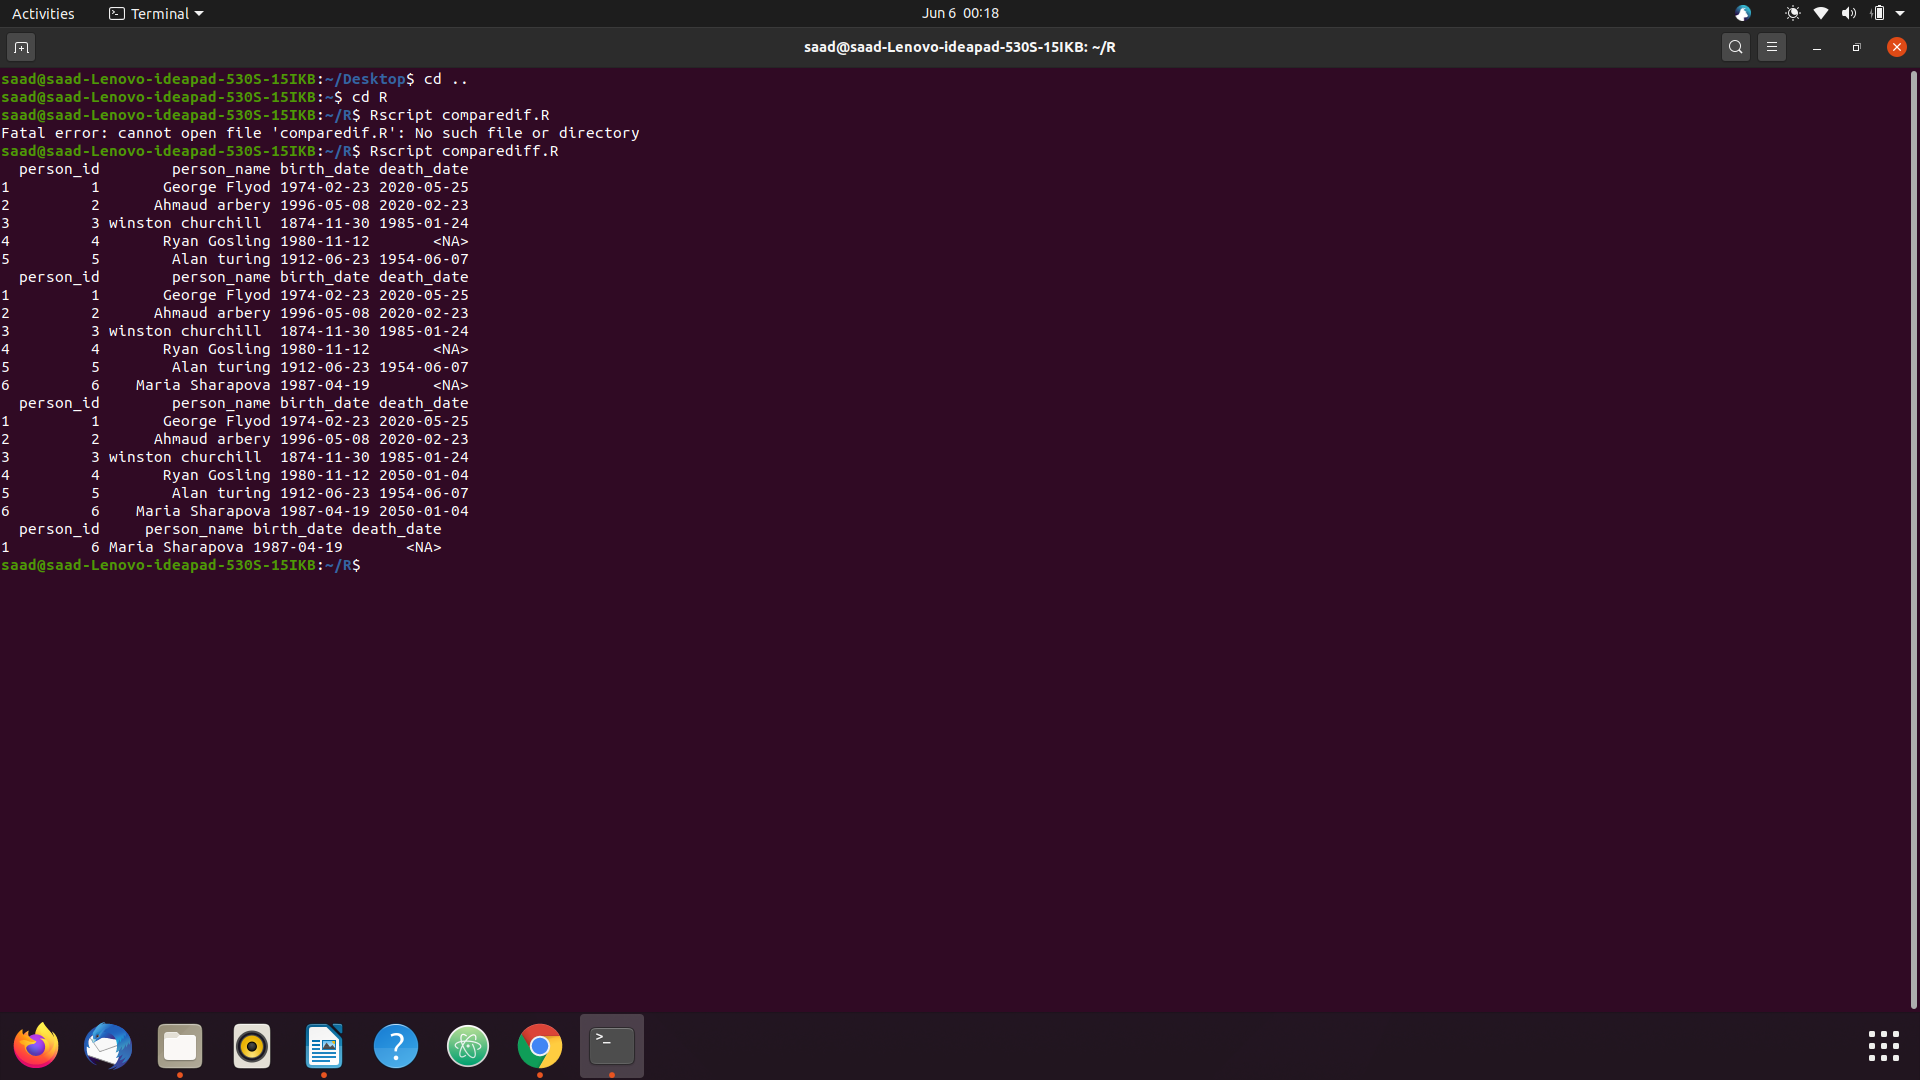 Activities Terminal Jun 6 00:18
saad@saad-Lenovo-ideapad-530S-15IKB: ~/R
saad@saad-Lenovo-ideapad-530S-15IKB:~/Desktop$ cd ..
saad@saad-Lenovo-ideapad-530S-15IKB:~$ cd R
saad@saad-Lenovo-ideapad-530S-15IKB:~/R$ Rscript comparedif.R
Fatal error: cannot open file 'comparedif.R': No such file or directory
saad@saad-Lenovo-ideapad-530S-15IKB:~/R$ Rscript comparediff.R
  person_id        person_name birth_date death_date
1         1       George Flyod 1974-02-23 2020-05-25
2         2      Ahmaud arbery 1996-05-08 2020-02-23
3         3 winston churchill  1874-11-30 1985-01-24
4         4       Ryan Gosling 1980-11-12       <NA>
5         5        Alan turing 1912-06-23 1954-06-07
  person_id        person_name birth_date death_date
1         1       George Flyod 1974-02-23 2020-05-25
2         2      Ahmaud arbery 1996-05-08 2020-02-23
3         3 winston churchill  1874-11-30 1985-01-24
4         4       Ryan Gosling 1980-11-12       <NA>
5         5        Alan turing 1912-06-23 1954-06-07
6         6    Maria Sharapova 1987-04-19       <NA>
  person_id        person_name birth_date death_date
1         1       George Flyod 1974-02-23 2020-05-25
2         2      Ahmaud arbery 1996-05-08 2020-02-23
3         3 winston churchill  1874-11-30 1985-01-24
4         4       Ryan Gosling 1980-11-12 2050-01-04
5         5        Alan turing 1912-06-23 1954-06-07
6         6    Maria Sharapova 1987-04-19 2050-01-04
  person_id     person_name birth_date death_date
1         6 Maria Sharapova 1987-04-19       <NA>
saad@saad-Lenovo-ideapad-530S-15IKB:~/R$